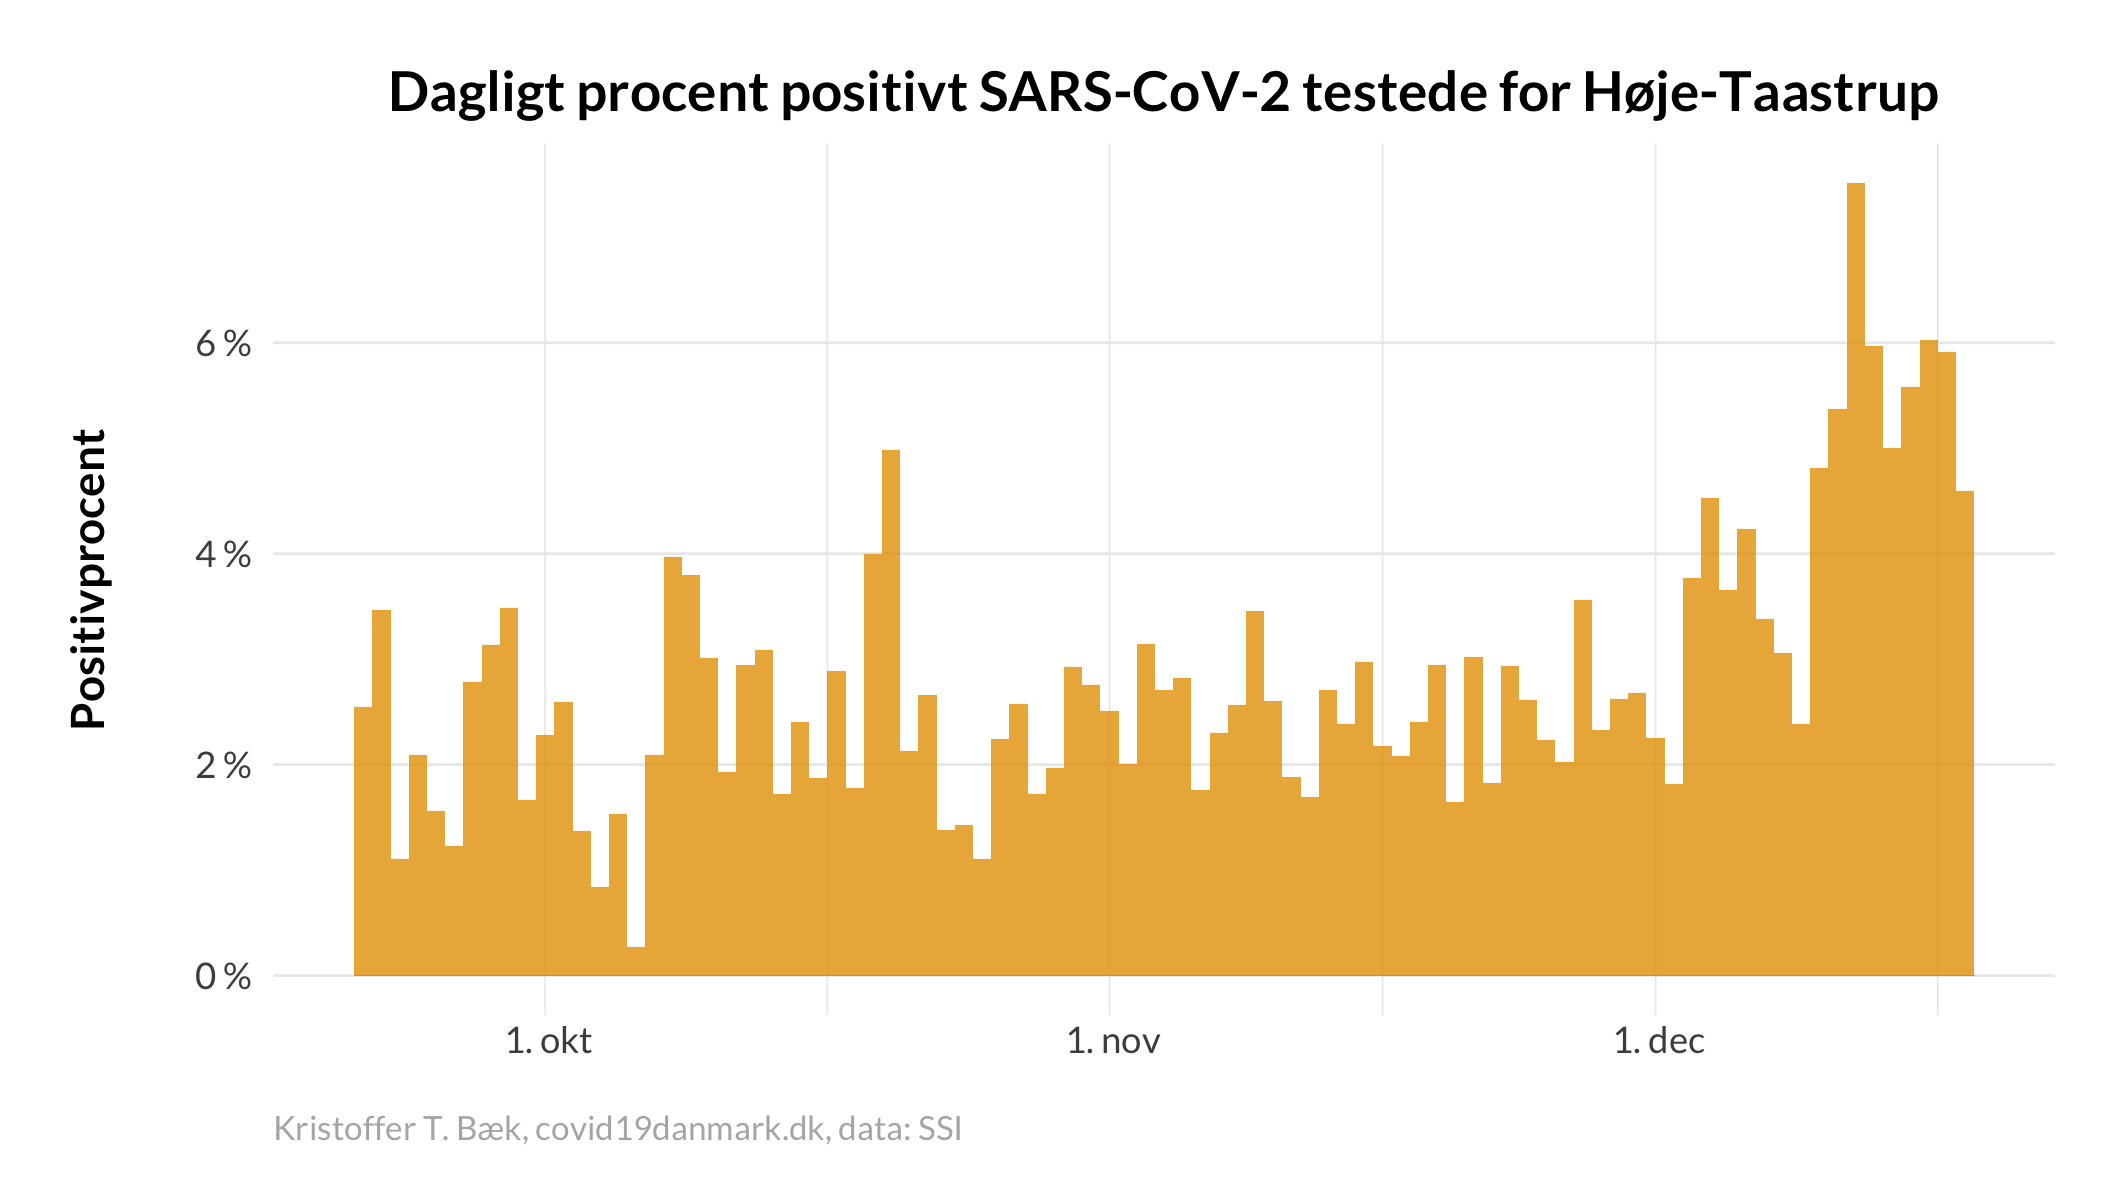 Dagligt procent positivt SARS-CoV-2 testede for Høje-Taastrup
Positivprocent
6 %
4 %
2 %
0 %
1. okt
1. nov
1. dec
Kristoffer T. Bæk, covid19danmark.dk, data: SSI